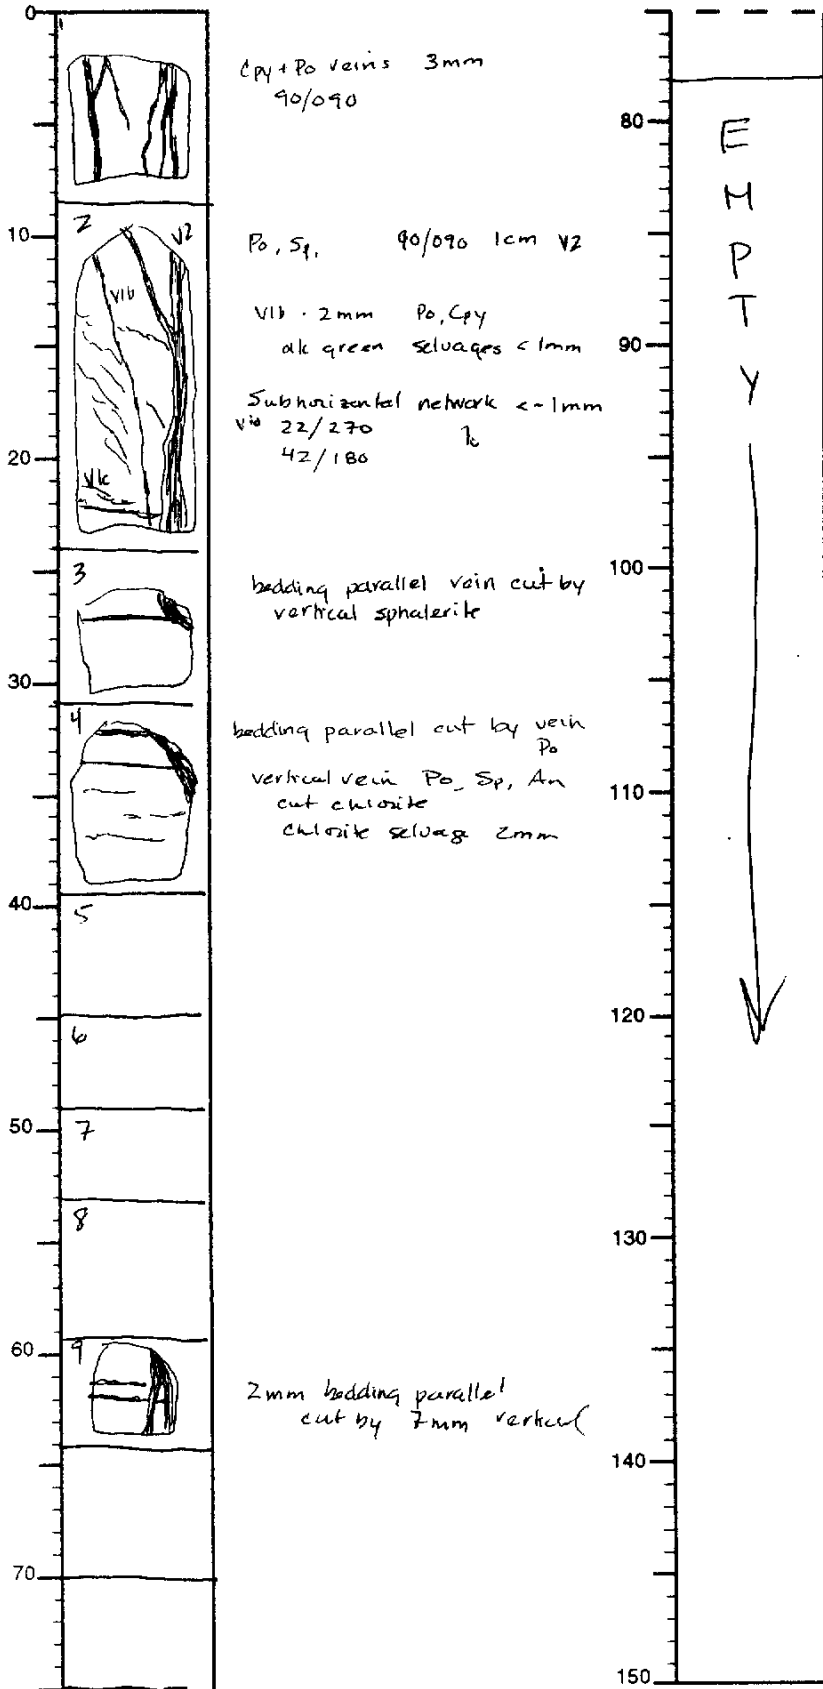 0
1
Cpy + Po veins 3mm
90/090
2
V2
10
Po, Sp, 90/090 1cm V2
V1b
V1b . 2mm Po, Cpy
dk green selvages < 1mm
Subhorizontal network <~1mm
V1c 22/270
42/180
20
V1c
3
bedding parallel vein cut by
vertical sphalerite
30
4
bedding parallel cut by vein
Po
vertical vein Po, Sp, An
cut chlorite
chlorite selvage 2mm
40
5
6
50
7
8
60
9
2mm bedding parallel
cut by 7mm vertical
70
80
E
M
P
T
Y
90
100
110
120
130
140
150